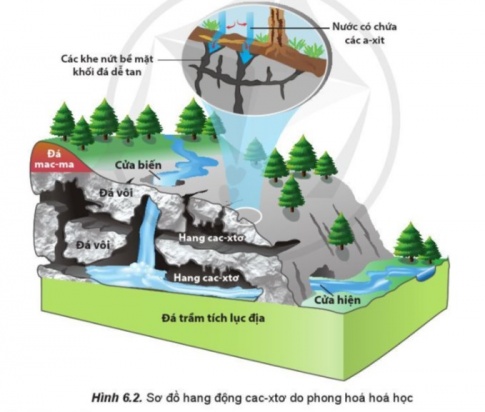 Nước có chứa
các a-xit
Các khe nứt bề mặt
khối đá dễ tan
Đá
mac-ma
Cửa biến
Đá vôi
Đá vôi
Hang cac-xtơ
Hang cac-xtơ
Cửa hiện
Đá trầm tích lục địa
Hình 6.2. Sơ đồ hang động cac-xtơ do phong hoá hoá học